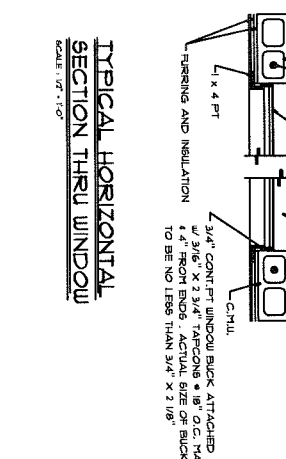 1 x 4 PT
FURRING AND INSULATION
C.M.U.
3/4" CONT. PT WINDOW BUCK ATTACHED
W/ 3/16" X 2 3/4" TAPCONS @ 18" O.C. MA
& 4" FROM ENDS . ACTUAL SIZE OF BUCK
TO BE NO LESS THAN 3/4" X 2 1/8"
TYPICAL HORIZONTAL
SECTION THRU WINDOW
SCALE : 1/2" = 1'-0"